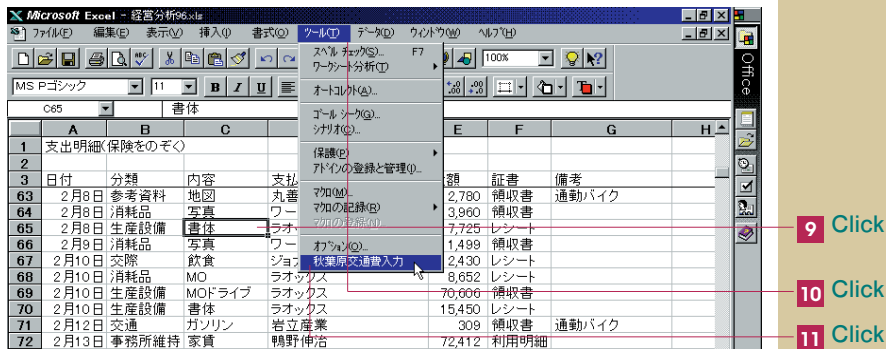 Microsoft Excel - 経営分析96.xls
ファイル(F) 編集(E) 表示(V) 挿入(I) 書式(O) ツール(T) データ(D) ウィンドウ(W) ヘルプ(H)
100%
MS Pゴシック 11 B I U
C65 書体
A B C E F G H
1 支出明細(保険をのぞく)
2
3 日付 分類 内容 支払 額 証書 備考
63 2月8日 参考資料 地図 丸善 2,780 領収書 通勤バイク
64 2月8日 消耗品 写真 ワー 3,960 領収書
65 2月8日 生産設備 書体 ラオ 7,725 レシート
66 2月9日 消耗品 写真 ワー 1,499 領収書
67 2月10日 交際 飲食 ジョ 2,430 レシート
68 2月10日 消耗品 MO ラオックス 8,652 レシート
69 2月10日 生産設備 MOドライブ ラオックス 70,606 領収書
70 2月10日 生産設備 書体 ラオックス 15,450 レシート
71 2月12日 交通 ガソリン 岩立産業 309 領収書 通勤バイク
72 2月13日 事務所維持 家賃 鴨野伸治 72,412 利用明細
スペル チェック(S)... F7
ワークシート分析(T)
オートコレクト(A)...
ゴール シーク(G)...
シナリオ(C)...
保護(P)
アドインの登録と管理(I)...
マクロ(M)...
マクロの記録(R)
マクロの登録(N)
オプション(O)...
秋葉原交通費入力
Office
9 Click
10 Click
11 Click